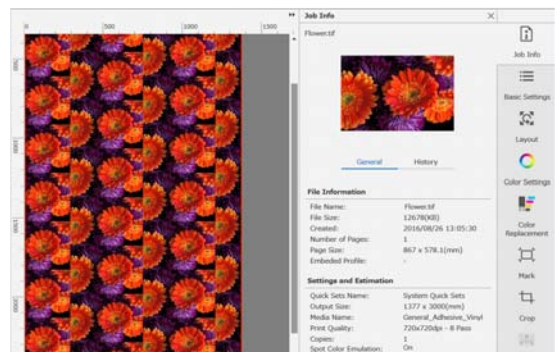 0 500 1000 1500
500
1000
1500
2000
Job Info
Flower.tif
General History
File Information
File Name: Flower.tif
File Size: 12678(KB)
Created: 2016/08/26 13:05:30
Number of Pages: 1
Page Size: 867 x 578.1(mm)
Embeded Profile: -
Settings and Estimation
Quick Sets Name: System Quick Sets
Output Size: 1377 x 3000(mm)
Media Name: General_Adhesive_Vinyl
Print Quality: 720x720dpi - 8 Pass
Copies: 1
Spot Color Emulation: On
Job Info
Basic Settings
Layout
Color Settings
Color
Replacement
Mark
Crop